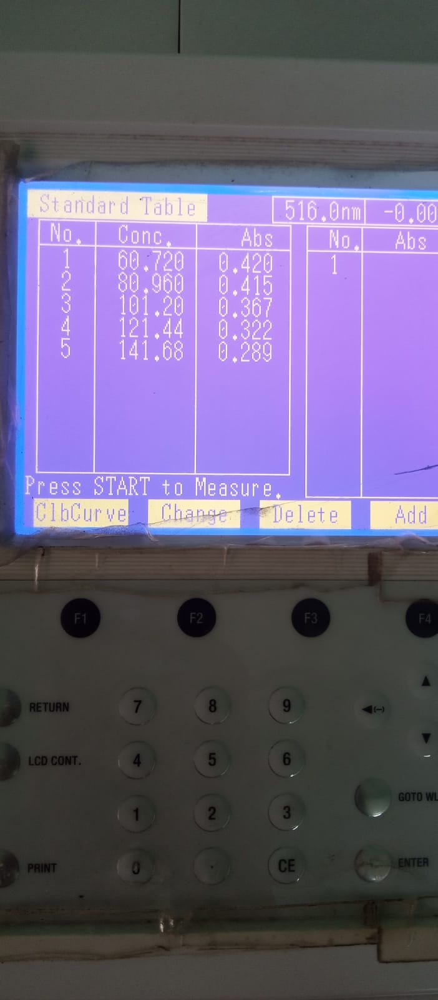 Standard Table 516.0nm -0.00
No. Conc. Abs No. Abs
1 60.720 0.420 1
2 80.960 0.415
3 101.20 0.367
4 121.44 0.322
5 141.68 0.289
Press START to Measure.
ClbCurve Change Delete Add
F1 F2 F3 F4
▲
RETURN 7 8 9 ◀(–)
▼
LCD CONT. 4 5 6
GOTO WL
1 2 3
PRINT 0 . CE ENTER